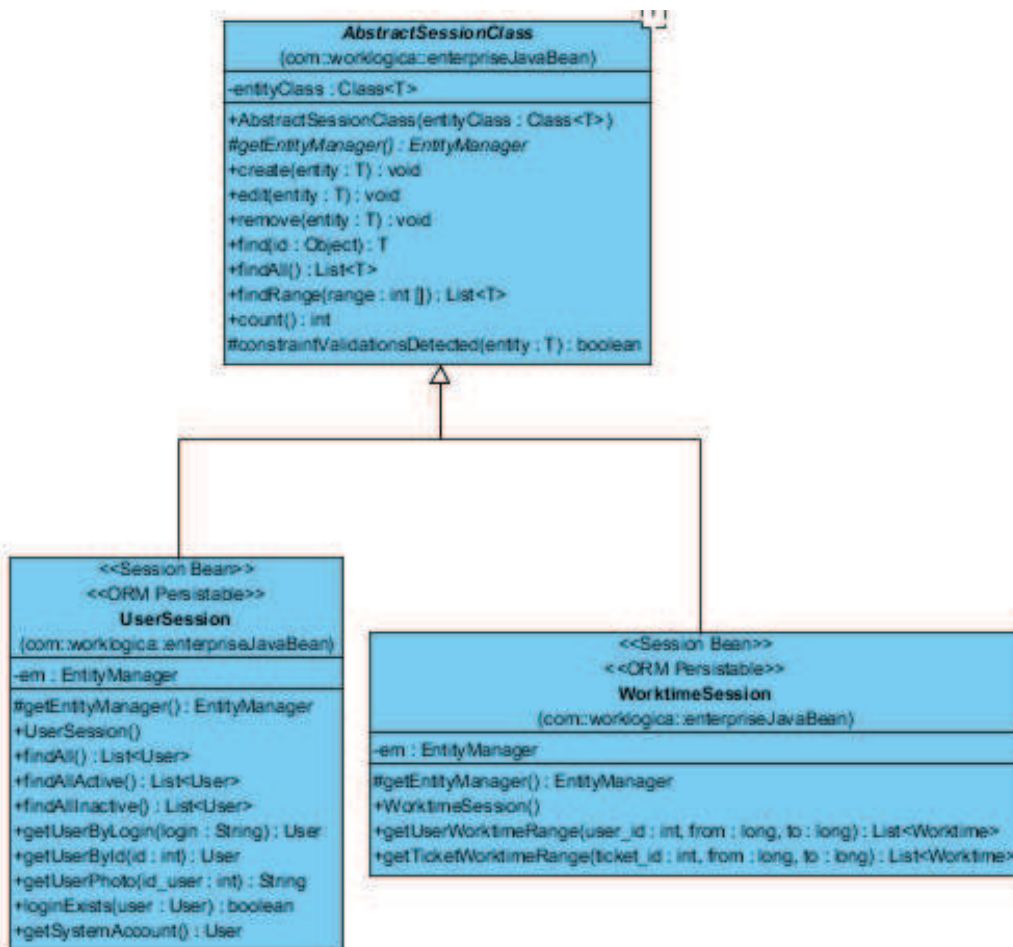 AbstractSessionClass
(com::worklogica::enterpriseJavaBean)
-entityClass : Class<T>
+AbstractSessionClass(entityClass : Class<T>)
#getEntityManager() : EntityManager
+create(entity : T) : void
+edit(entity : T) : void
+remove(entity : T) : void
+find(id : Object) : T
+findAll() : List<T>
+findRange(range : int []) : List<T>
+count() : int
#constraintValidationsDetected(entity : T) : boolean
<<Session Bean>>
<<ORM Persistable>>
UserSession
(com::worklogica::enterpriseJavaBean)
-em : EntityManager
#getEntityManager() : EntityManager
+UserSession()
+findAll() : List<User>
+findAllActive() : List<User>
+findAllInactive() : List<User>
+getUserByLogin(login : String) : User
+getUserById(id : int) : User
+getUserPhoto(id_user : int) : String
+loginExists(user : User) : boolean
+getSystemAccount() : User
<<Session Bean>>
<<ORM Persistable>>
WorktimeSession
(com::worklogica::enterpriseJavaBean)
-em : EntityManager
#getEntityManager() : EntityManager
+WorktimeSession()
+getUserWorktimeRange(user_id : int, from : long, to : long) : List<Worktime>
+getTicketWorktimeRange(ticket_id : int, from : long, to : long) : List<Worktime>